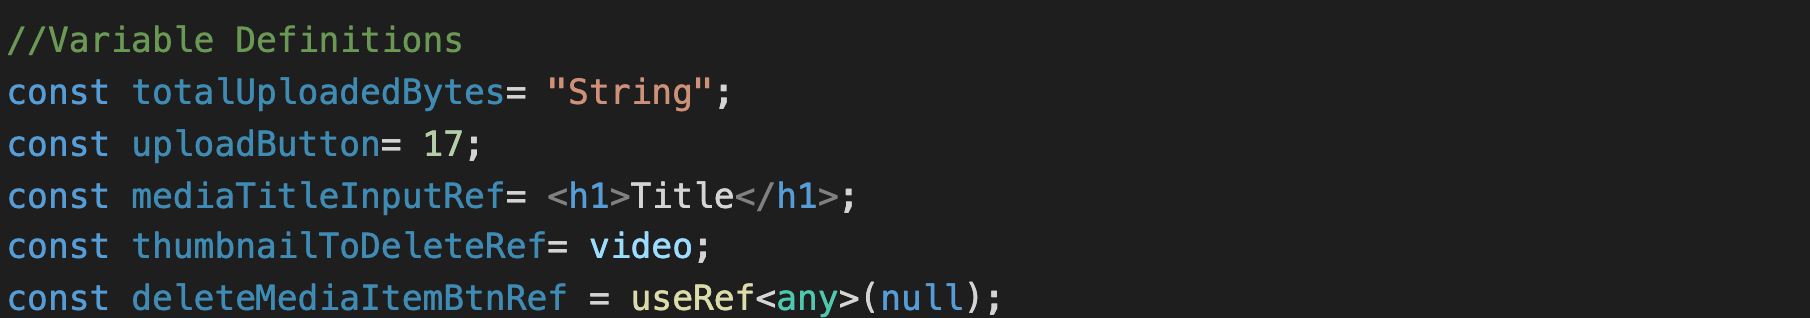 //Variable Definitions
const totalUploadedBytes= "String";
const uploadButton= 17;
const mediaTitleInputRef= <h1>Title</h1>;
const thumbnailToDeleteRef= video;
const deleteMediaItemBtnRef = useRef<any>(null);